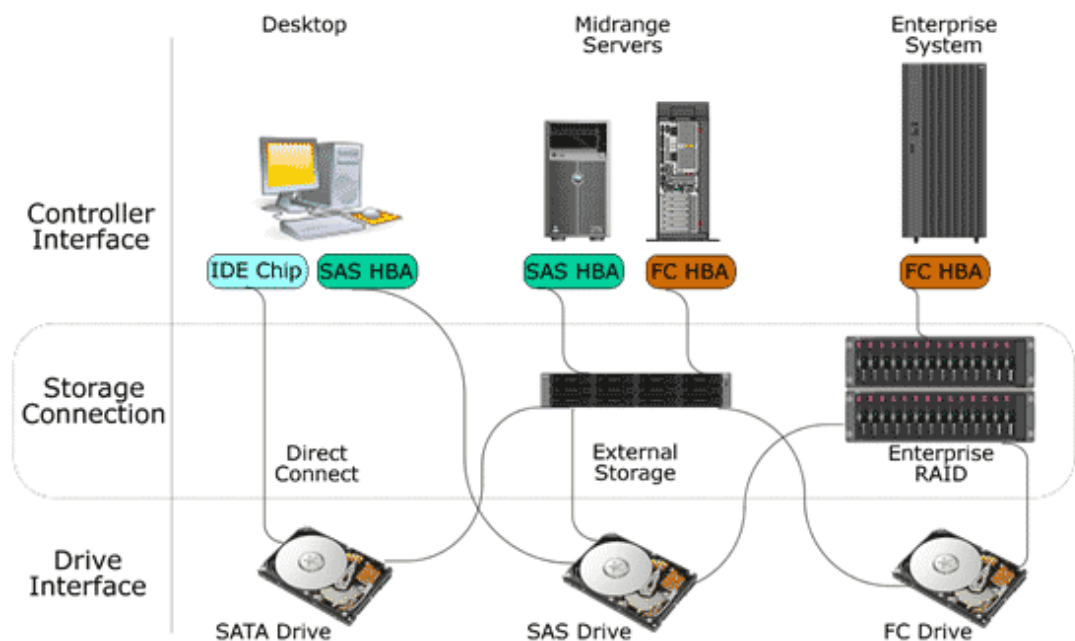 Desktop
Midrange
Servers
Enterprise
System
Controller
Interface
IDE Chip
SAS HBA
SAS HBA
FC HBA
FC HBA
Storage
Connection
Direct
Connect
External
Storage
Enterprise
RAID
Drive
Interface
SATA Drive
SAS Drive
FC Drive